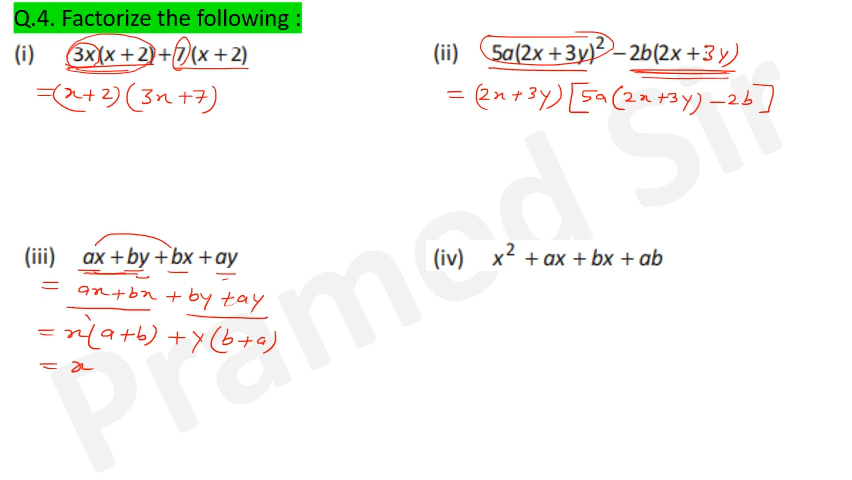 Q.4. Factorize the following :
(i) 3x(x + 2) + 7(x + 2)
=(x+2)(3x+7)
(ii) 5a(2x + 3y)² – 2b(2x + 3y)
= (2x+3y)[5a(2x+3y) – 2b]
(iii) ax + by + bx + ay
= ax+bx + by +ay
= x(a+b) + y(b+a)
= x
(iv) x² + ax + bx + ab
Pramod Sir